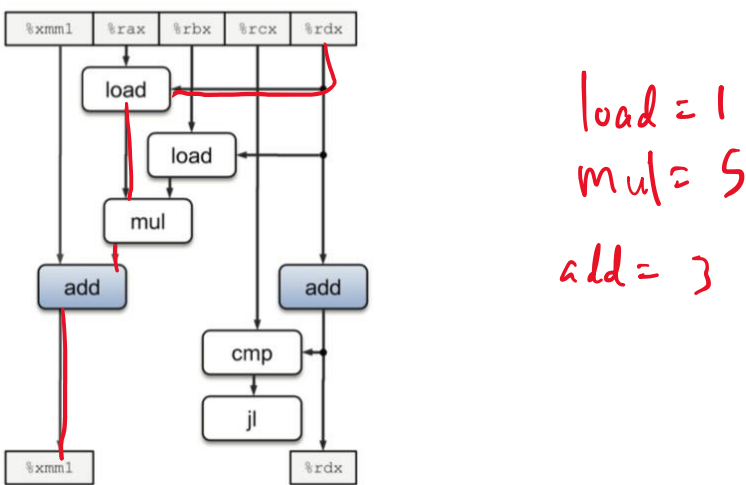 %xmm1 %rax %rbx %rcx %rdx
load
load = 1
load
mul = 5
mul
add add
add = 3
cmp
jl
%xmm1 %rdx